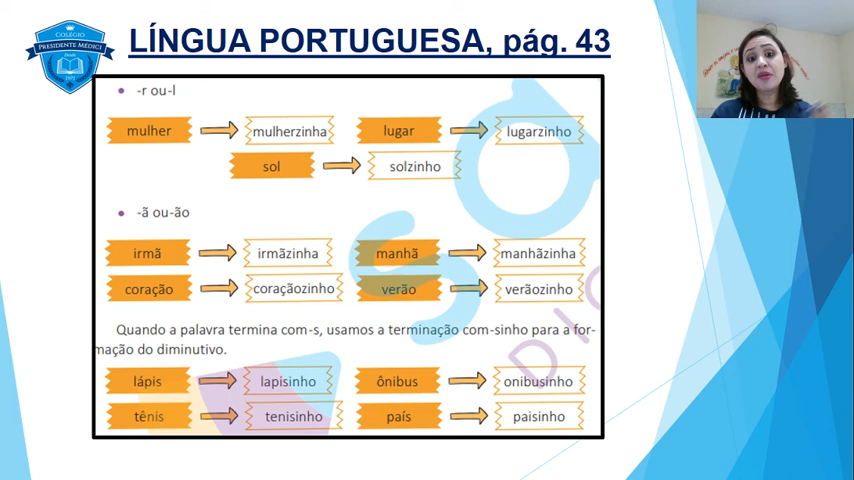 COLÉGIO
PRESIDENTE MÉDICI
LÍNGUA PORTUGUESA, pág. 43
• -r ou-l
mulher mulherzinha lugar lugarzinho
sol solzinho
• -ã ou-ão
irmã irmãzinha manhã manhãzinha
coração coraçãozinho verão verãozinho
Quando a palavra termina com-s, usamos a terminação com-sinho para a for-
mação do diminutivo.
lápis lapisinho ônibus onibusinho
tênis tenisinho país paisinho